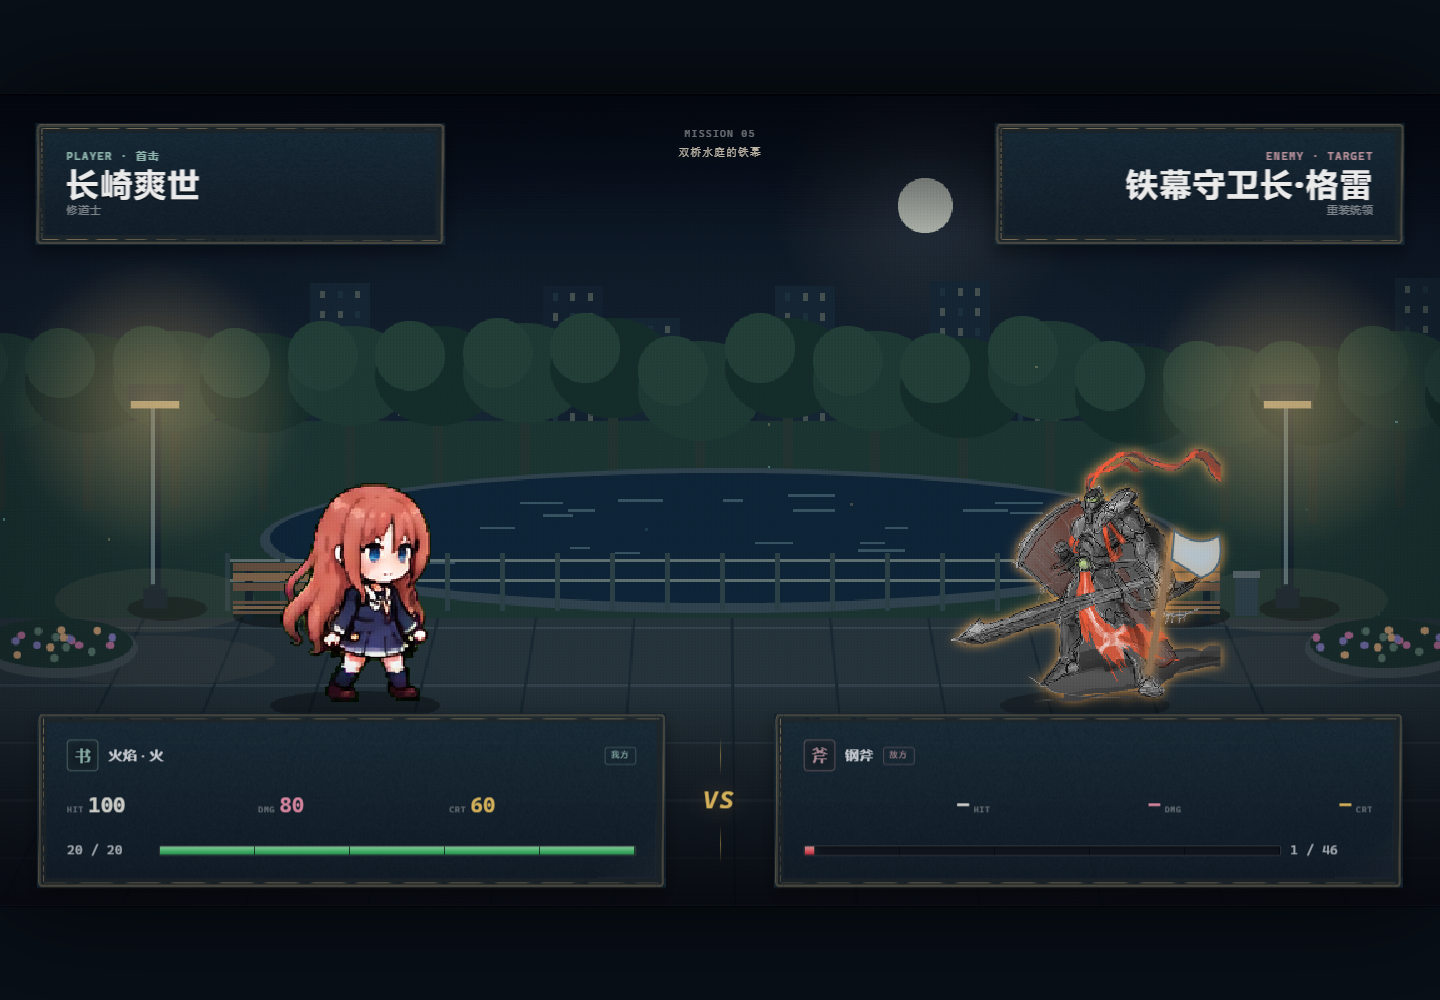 PLAYER · 首击
长崎爽世
修道士
MISSION 05
双桥水庭的铁幕
ENEMY · TARGET
铁幕守卫长·格雷
重装统领
书 火焰·火 我方
HIT 100 DMG 80 CRT 60
20 / 20
VS
斧 钢斧 敌方
— HIT — DMG — CRT
1 / 46